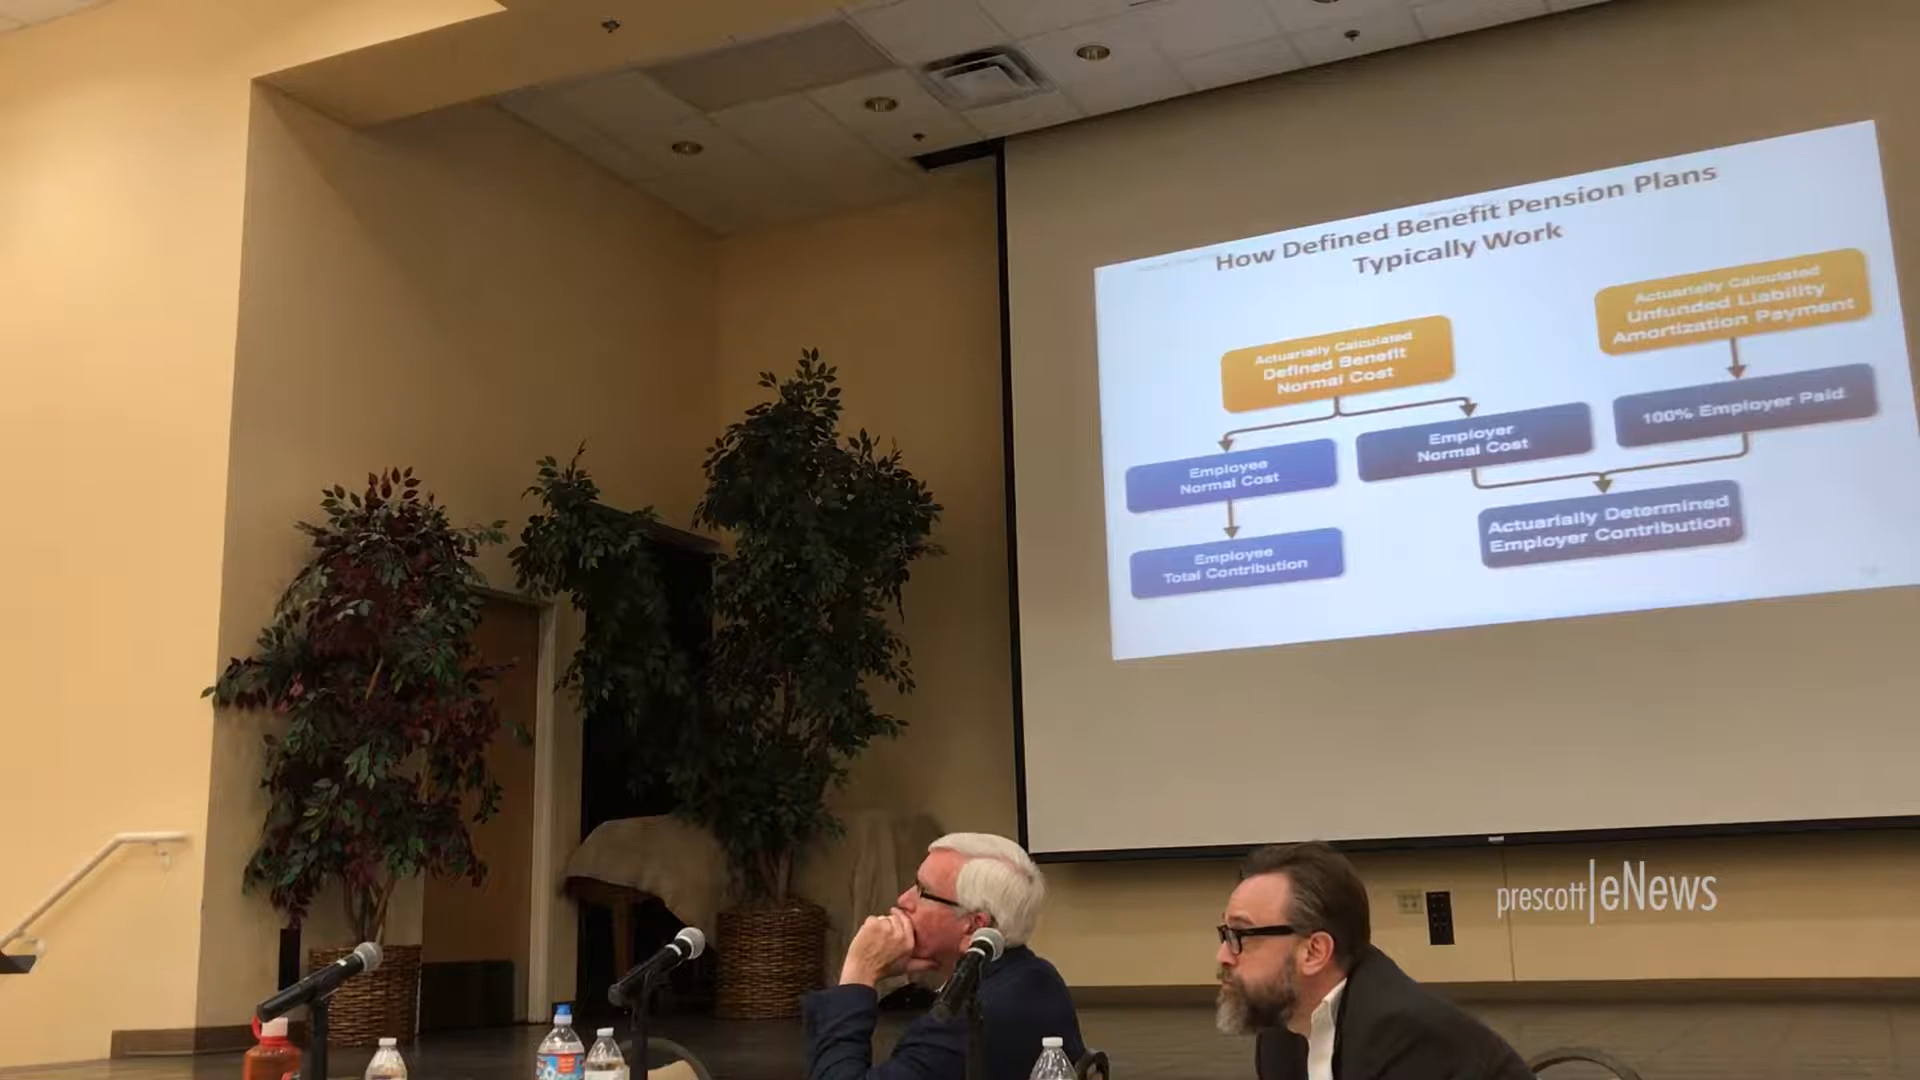 How Defined Benefit Pension Plans
Typically Work
Actuarially Calculated
Unfunded Liability
Amortization Payment
Actuarially Calculated
Defined Benefit
Normal Cost
100% Employer Paid
Employer
Normal Cost
Employee
Normal Cost
Actuarially Determined
Employer Contribution
Employee
Total Contribution
prescott|eNews